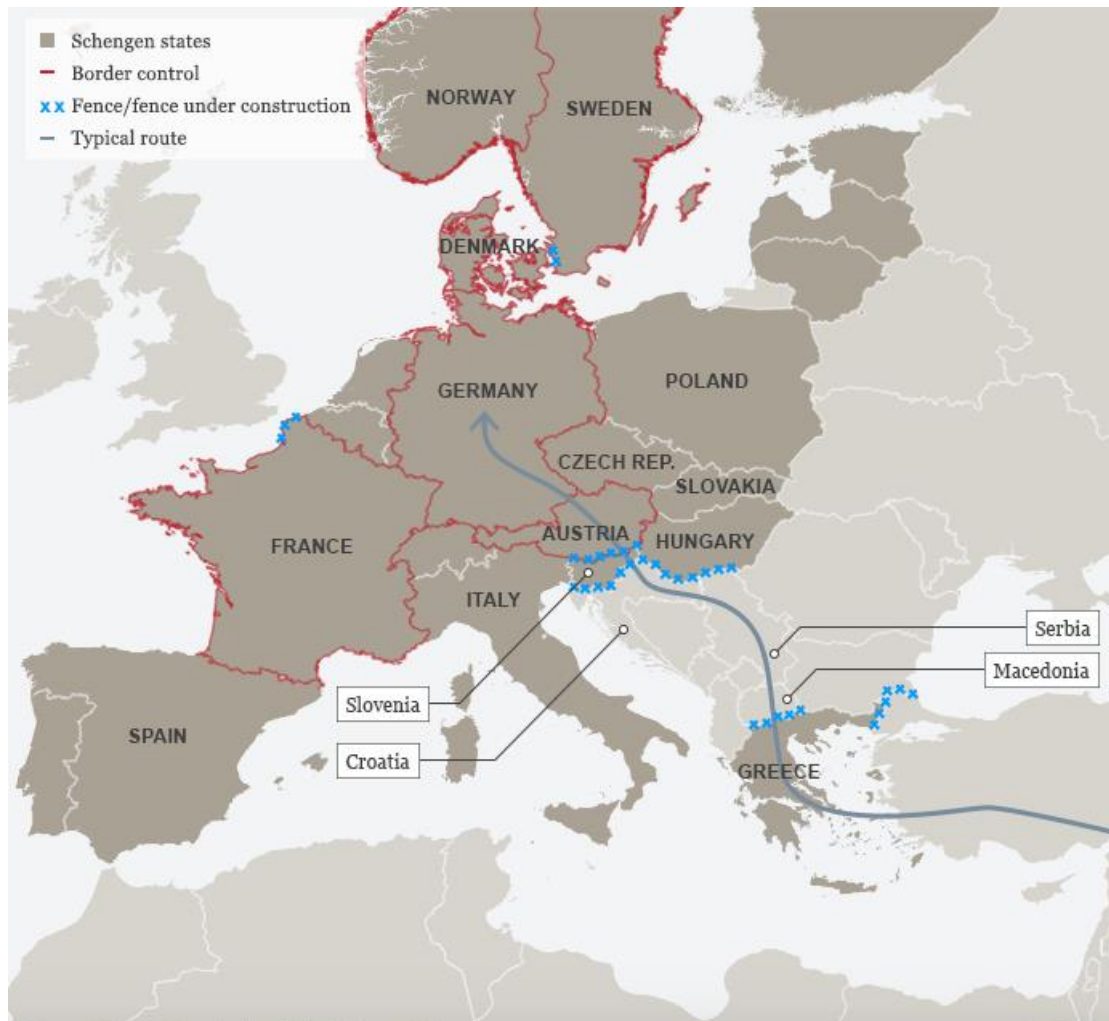 Schengen states
Border control
Fence/fence under construction
Typical route
NORWAY
SWEDEN
DENMARK
GERMANY
POLAND
CZECH REP.
SLOVAKIA
AUSTRIA
HUNGARY
FRANCE
ITALY
Serbia
Macedonia
Slovenia
SPAIN
Croatia
GREECE